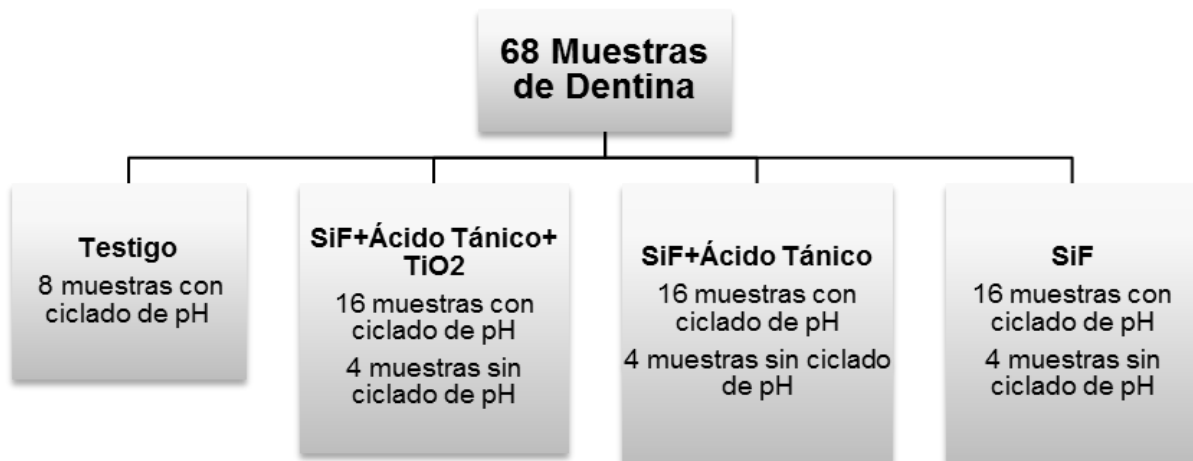 68 Muestras
de Dentina
Testigo
8 muestras con
ciclado de pH
SiF+Ácido Tánico+
TiO2
16 muestras con
ciclado de pH
4 muestras sin
ciclado de pH
SiF+Ácido Tánico
16 muestras con
ciclado de pH
4 muestras sin ciclado
de pH
SiF
16 muestras con
ciclado de pH
4 muestras sin
ciclado de pH